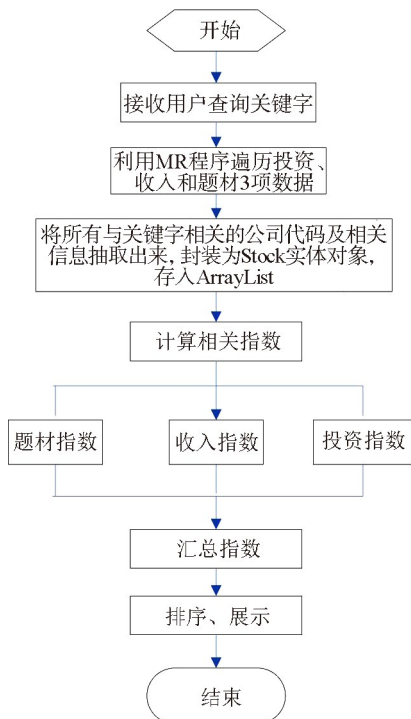 开始
接收用户查询关键字
利用MR程序遍历投资、
收入和题材3项数据
将所有与关键字相关的公司代码及相关
信息抽取出来，封装为Stock实体对象，
存入ArrayList
计算相关指数
题材指数
收入指数
投资指数
汇总指数
排序、展示
结束